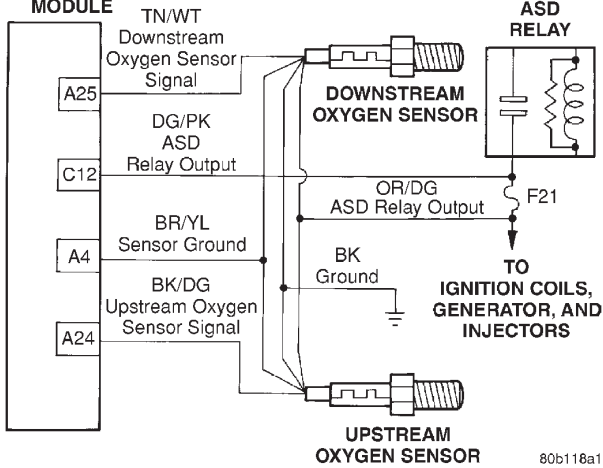 MODULE
TN/WT
Downstream
Oxygen Sensor
Signal
A25
DG/PK
ASD
Relay Output
C12
BR/YL
Sensor Ground
A4
BK/DG
Upstream Oxygen
Sensor Signal
A24
DOWNSTREAM
OXYGEN SENSOR
ASD
RELAY
OR/DG
ASD Relay Output
F21
BK
Ground
TO
IGNITION COILS,
GENERATOR, AND
INJECTORS
UPSTREAM
OXYGEN SENSOR
80b118a1